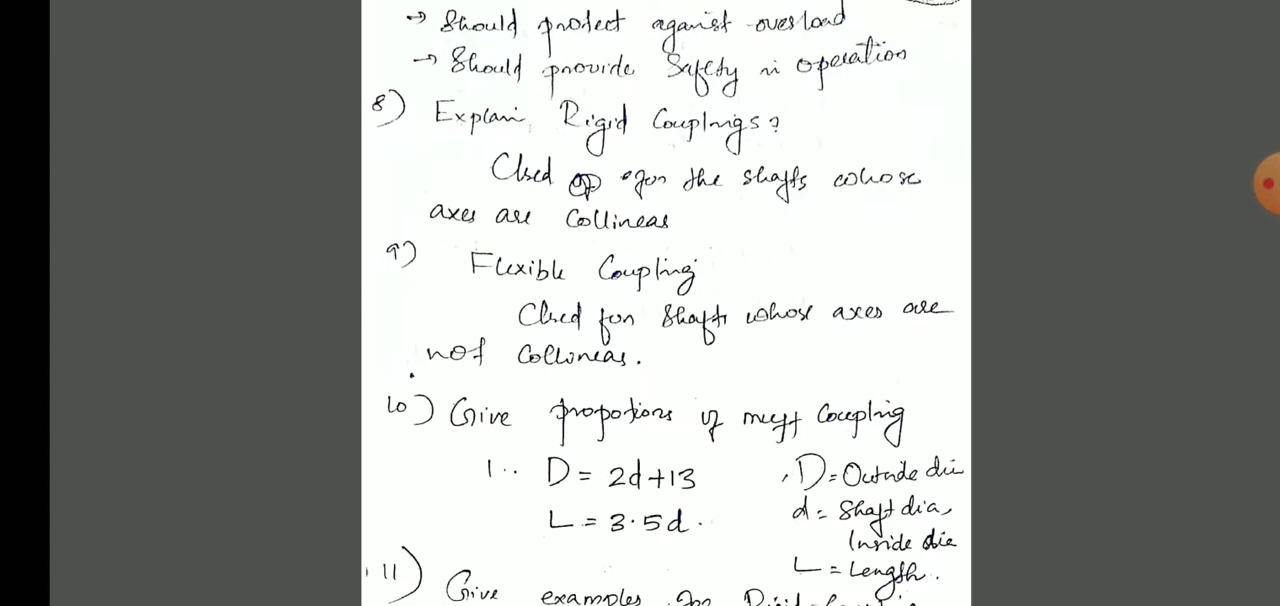 → Should protect against overload
→ Should provide Safety in operation
8) Explain Rigid Couplings?
Used for the shafts whose
axes are Collinear
9) Flexible Coupling
Used for shafts whose axes are
not Collinear.
10) Give proportions of muff Coupling
1.. D = 2d+13 , D = Outside dia
L = 3.5d. d = Shaft dia,
Inside dia
L = Length.
11) Give examples for Rigid